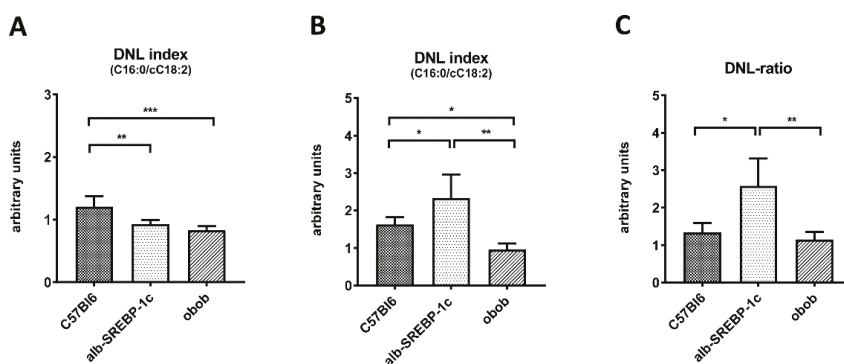 A
DNL index
(C16:0/cC18:2)
arbitrary units
3
2
1
0
***
**
C57Bl6
alb-SREBP-1c
obob
B
DNL index
(C16:0/cC18:2)
arbitrary units
5
4
3
2
1
0
*
*
**
C57Bl6
alb-SREBP-1c
obob
C
DNL-ratio
arbitrary units
5
4
3
2
1
0
*
**
C57Bl6
alb-SREBP-1c
obob